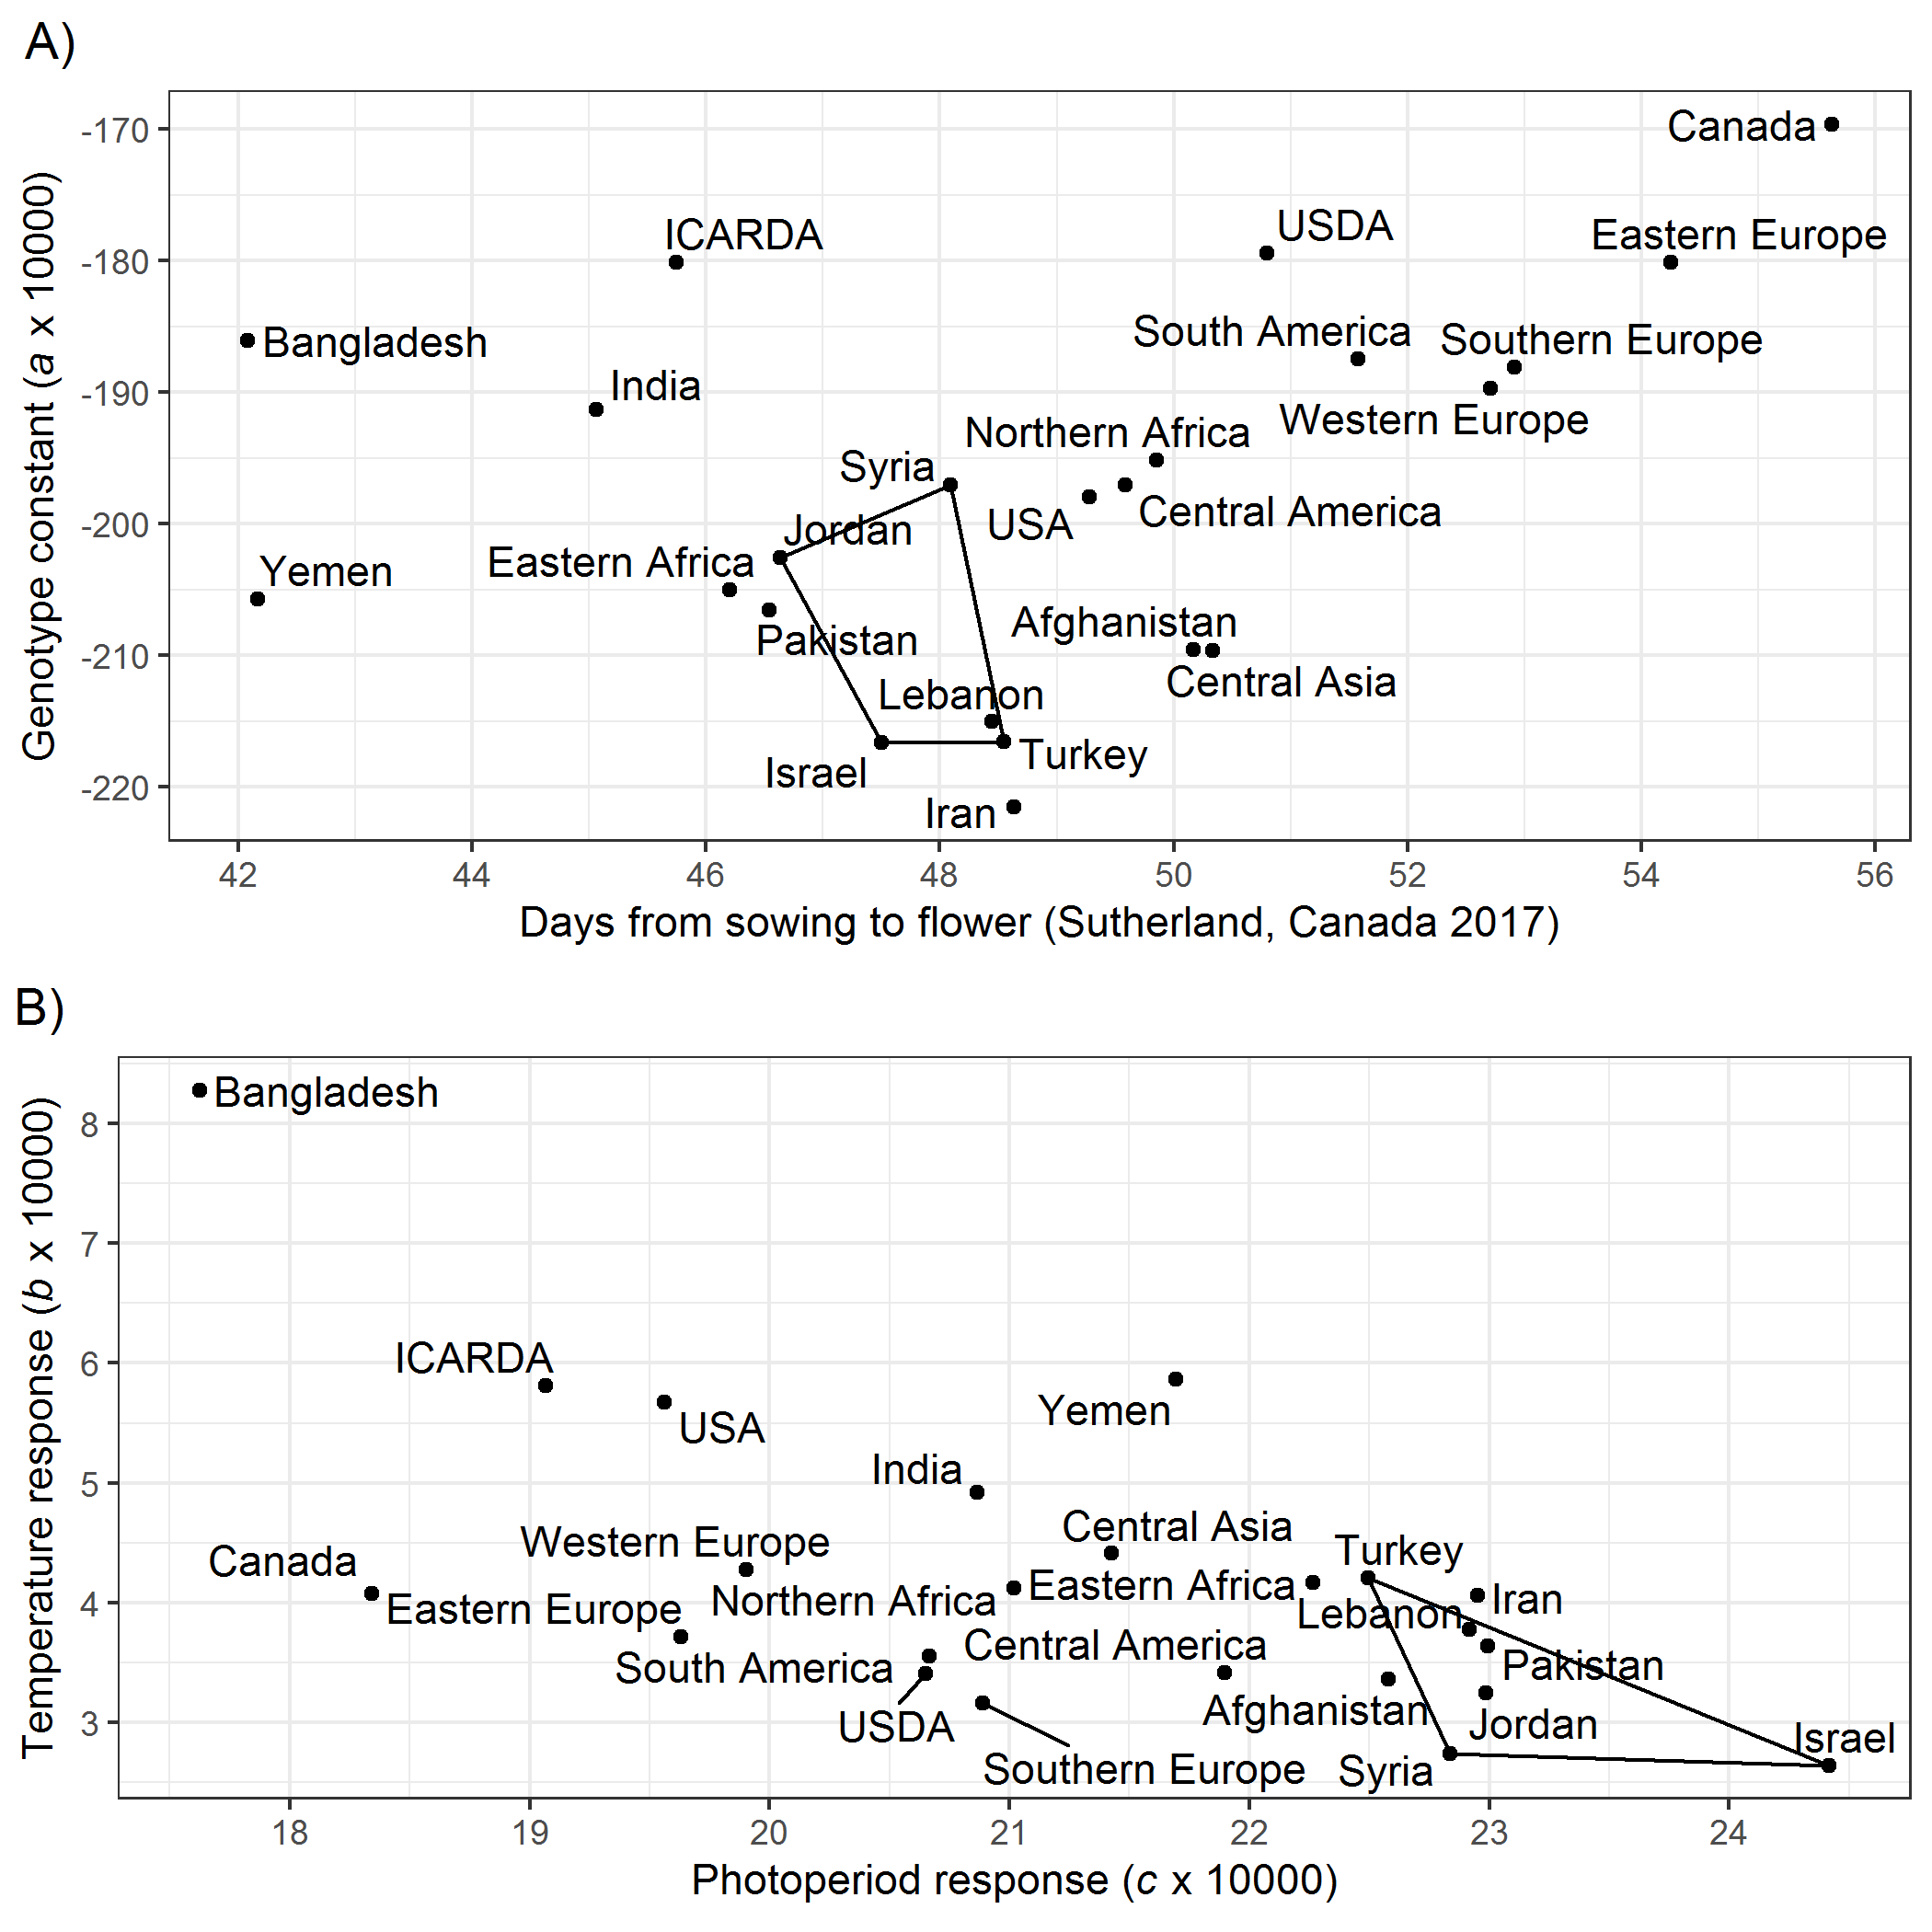 A)
Genotype constant (a x 10000)
-170
-180
-190
-200
-210
-220
Canada
ICARDA
USDA
Eastern Europe
Bangladesh
South America
Southern Europe
India
Western Europe
Northern Africa
Syria
Central America
USA
Jordan
Eastern Africa
Yemen
Afghanistan
Pakistan
Central Asia
Lebanon
Turkey
Israel
Iran
42 44 46 48 50 52 54 56
Days from sowing to flower (Sutherland, Canada 2017)
B)
Temperature response (b x 10000)
8
7
6
5
4
3
Bangladesh
ICARDA
USA
Yemen
India
Central Asia
Western Europe
Turkey
Canada
Eastern Africa
Northern Africa
Iran
Eastern Europe
Lebanon
Central America
South America
Pakistan
Afghanistan
USDA
Jordan
Israel
Southern Europe
Syria
18 19 20 21 22 23 24
Photoperiod response (c x 10000)